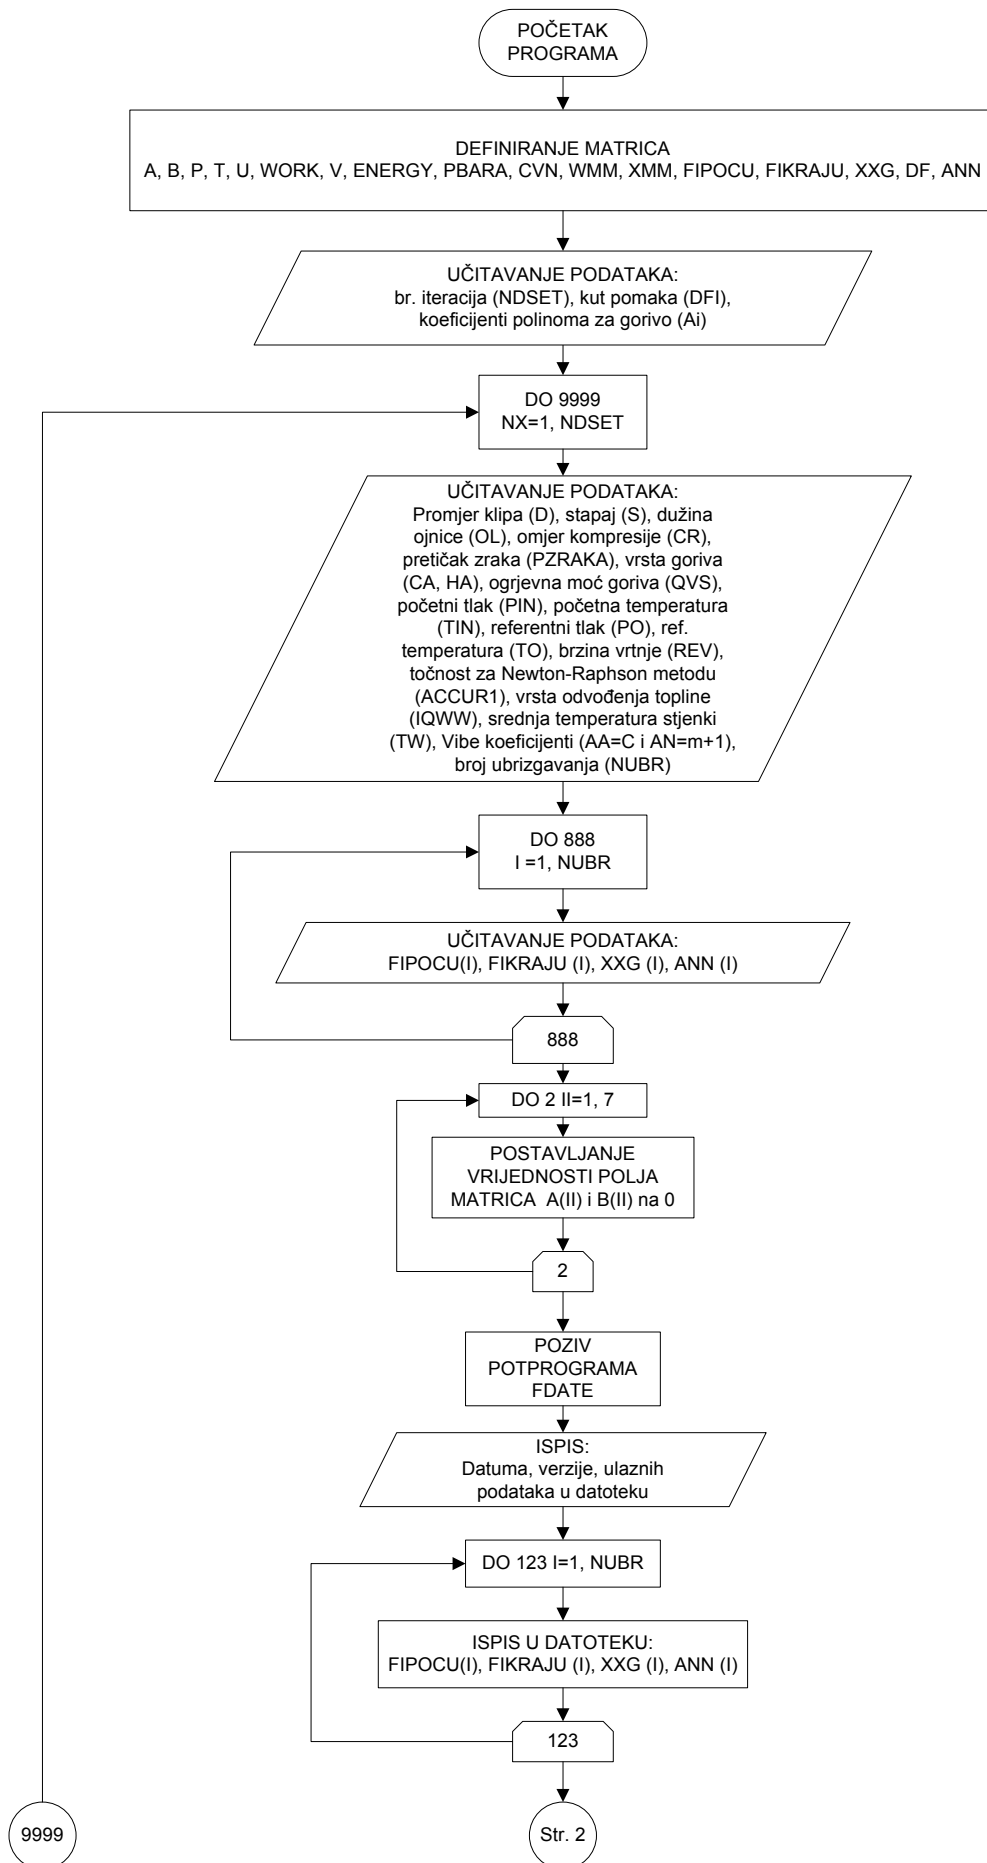 POČETAK
PROGRAMA
DEFINIRANJE MATRICA
A, B, P, T, U, WORK, V, ENERGY, PBARA, CVN, WMM, XMM, FIPOCU, FIKRAJU, XXG, DF, ANN
UČITAVANJE PODATAKA:
br. iteracija (NDSET), kut pomaka (DFI),
koeficijenti polinoma za gorivo (Ai)
DO 9999
NX=1, NDSET
UČITAVANJE PODATAKA:
Promjer klipa (D), stapaj (S), dužina
ojnice (OL), omjer kompresije (CR),
pretičak zraka (PZRAKA), vrsta goriva
(CA, HA), ogrjevna moć goriva (QVS),
početni tlak (PIN), početna temperatura
(TIN), referentni tlak (PO), ref.
temperatura (TO), brzina vrtnje (REV),
točnost za Newton-Raphson metodu
(ACCUR1), vrsta odvođenja topline
(IQWW), srednja temperatura stjenki
(TW), Vibe koeficijenti (AA=C i AN=m+1),
broj ubrizgavanja (NUBR)
DO 888
I =1, NUBR
UČITAVANJE PODATAKA:
FIPOCU(I), FIKRAJU (I), XXG (I), ANN (I)
888
DO 2 II=1, 7
POSTAVLJANJE
VRIJEDNOSTI POLJA
MATRICA  A(II) i B(II) na 0
2
POZIV
POTPROGRAMA
FDATE
ISPIS:
Datuma, verzije, ulaznih
podataka u datoteku
DO 123 I=1, NUBR
ISPIS U DATOTEKU:
FIPOCU(I), FIKRAJU (I), XXG (I), ANN (I)
123
9999
Str. 2